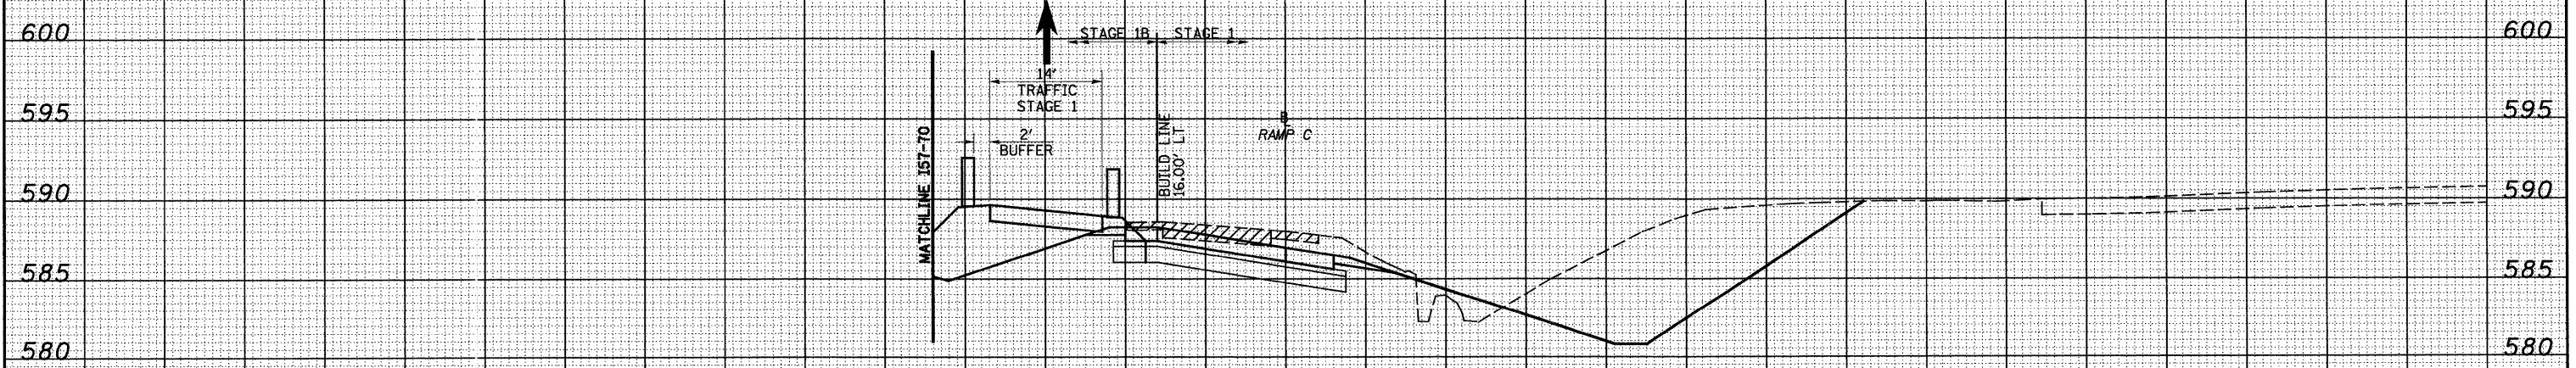 600
STAGE 1B
STAGE 1
600
14'
TRAFFIC
STAGE 1
595
2'
BUFFER
MATCHLINE I57-70
BUILD LINE
16.00' LT
RAMP C
595
590
590
585
585
580
580